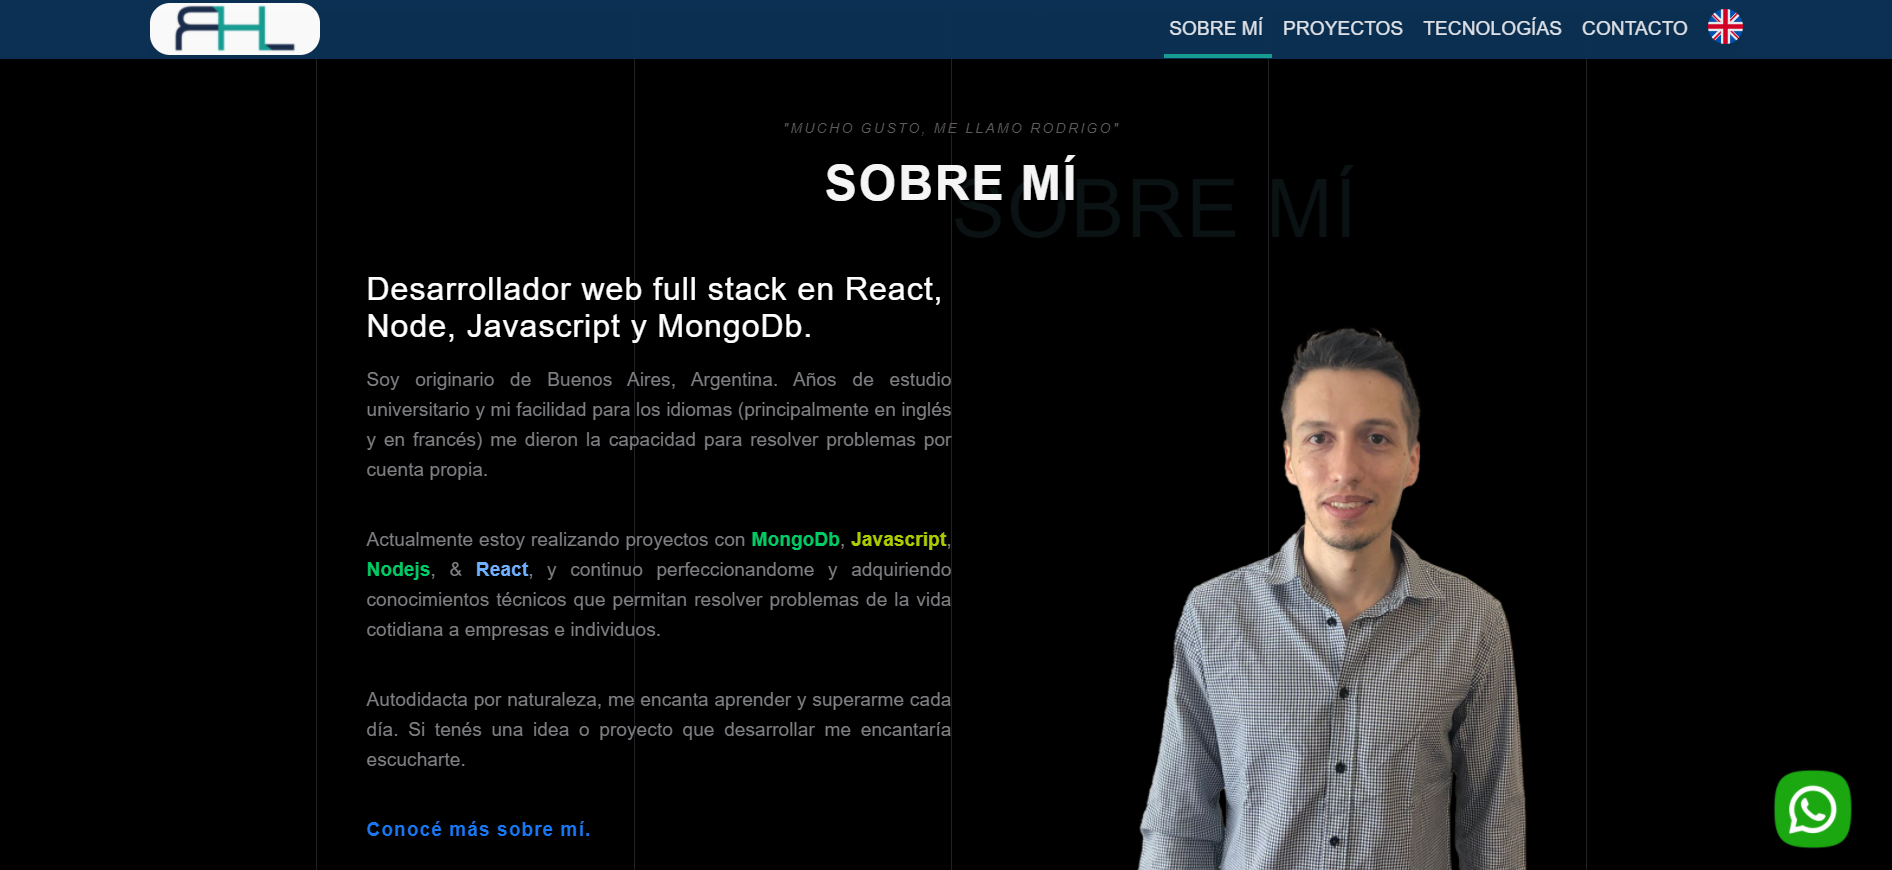 RHL
SOBRE MÍ PROYECTOS TECNOLOGÍAS CONTACTO
"MUCHO GUSTO, ME LLAMO RODRIGO"
SOBRE MÍ
SOBRE MÍ
Desarrollador web full stack en React,
Node, Javascript y MongoDb.
Soy originario de Buenos Aires, Argentina. Años de estudio
universitario y mi facilidad para los idiomas (principalmente en inglés
y en francés) me dieron la capacidad para resolver problemas por
cuenta propia.
Actualmente estoy realizando proyectos con MongoDb, Javascript,
Nodejs, & React, y continuo perfeccionandome y adquiriendo
conocimientos técnicos que permitan resolver problemas de la vida
cotidiana a empresas e individuos.
Autodidacta por naturaleza, me encanta aprender y superarme cada
día. Si tenés una idea o proyecto que desarrollar me encantaría
escucharte.
Conocé más sobre mí.